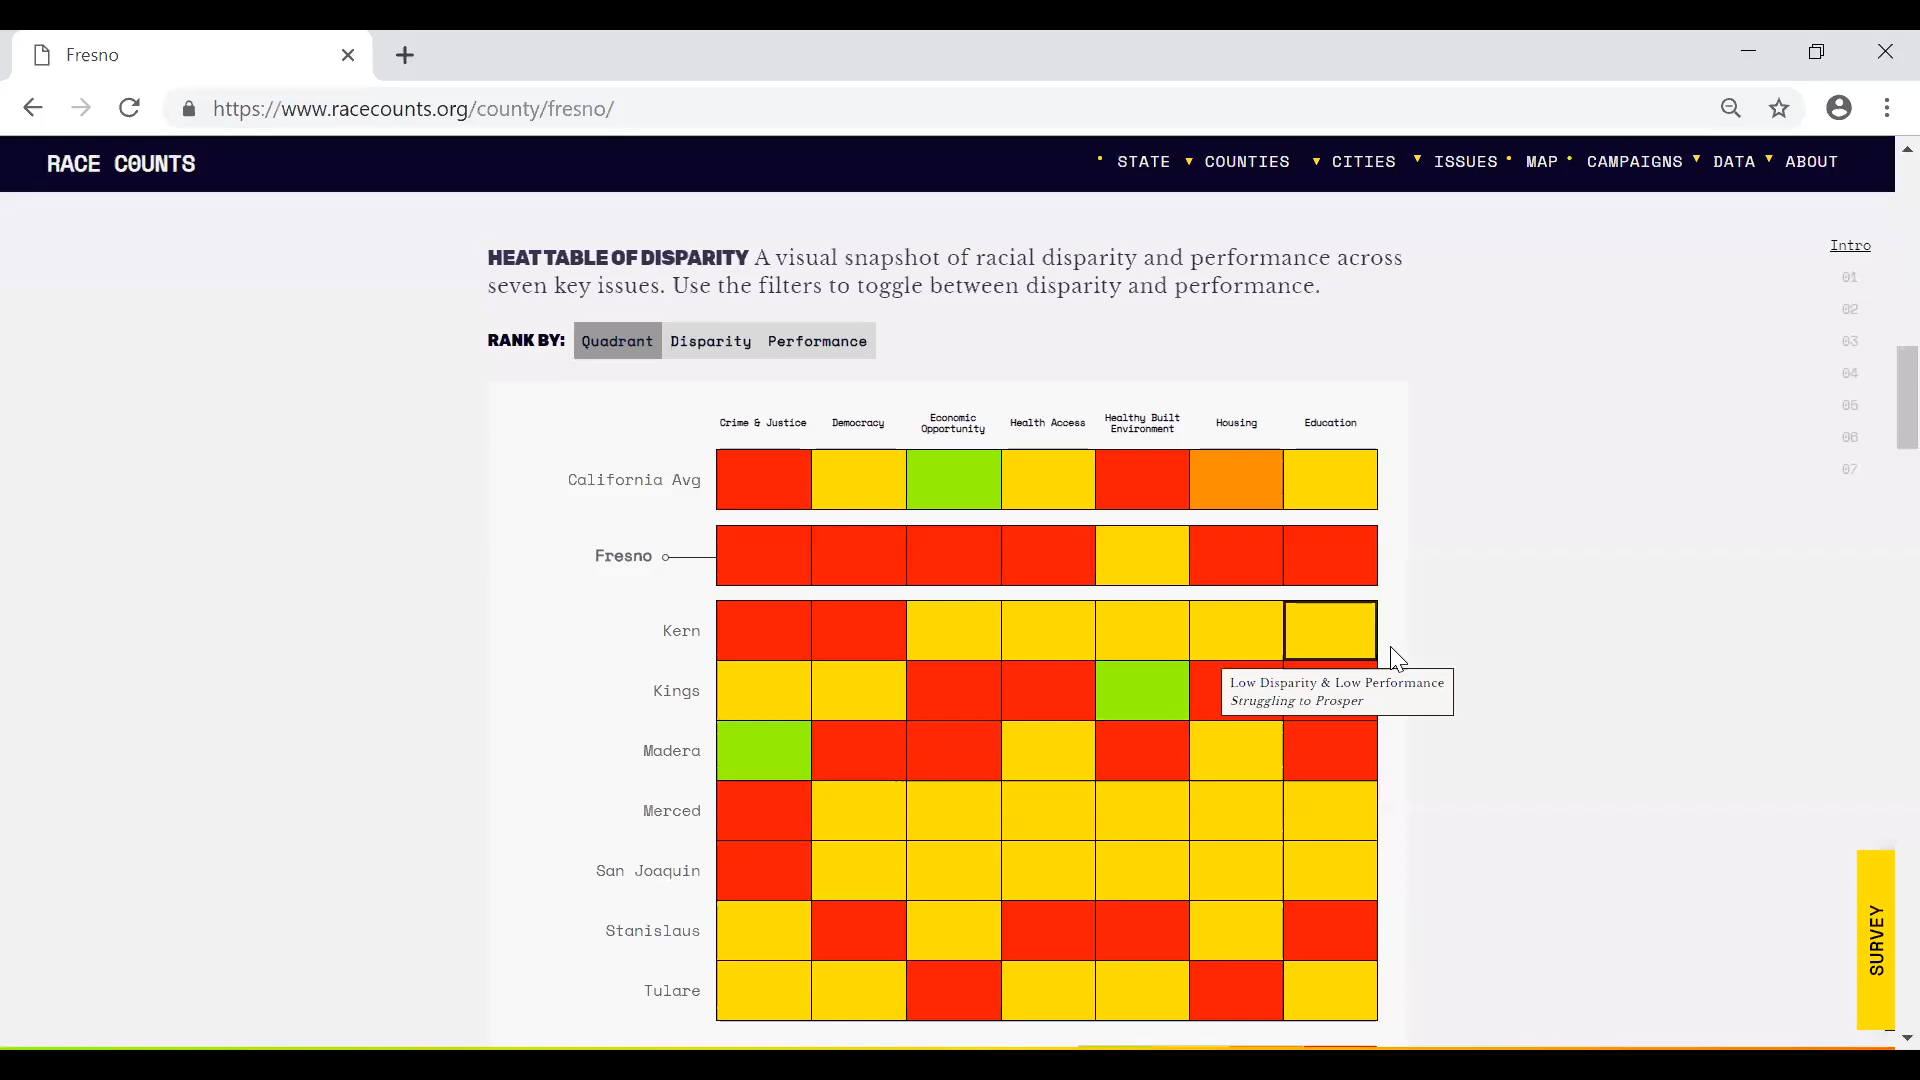 Fresno
https://www.racecounts.org/county/fresno/
RACE COUNTS
STATE COUNTIES CITIES ISSUES MAP CAMPAIGNS DATA ABOUT
HEAT TABLE OF DISPARITY A visual snapshot of racial disparity and performance across
seven key issues. Use the filters to toggle between disparity and performance.
RANK BY: Quadrant Disparity Performance
Intro
01
02
03
04
05
06
07
Crime & Justice
Democracy
Economic
Opportunity
Health Access
Healthy Built
Environment
Housing
Education
California Avg
Fresno
Kern
Kings
Low Disparity & Low Performance
Struggling to Prosper
Madera
Merced
San Joaquin
Stanislaus
Tulare
SURVEY